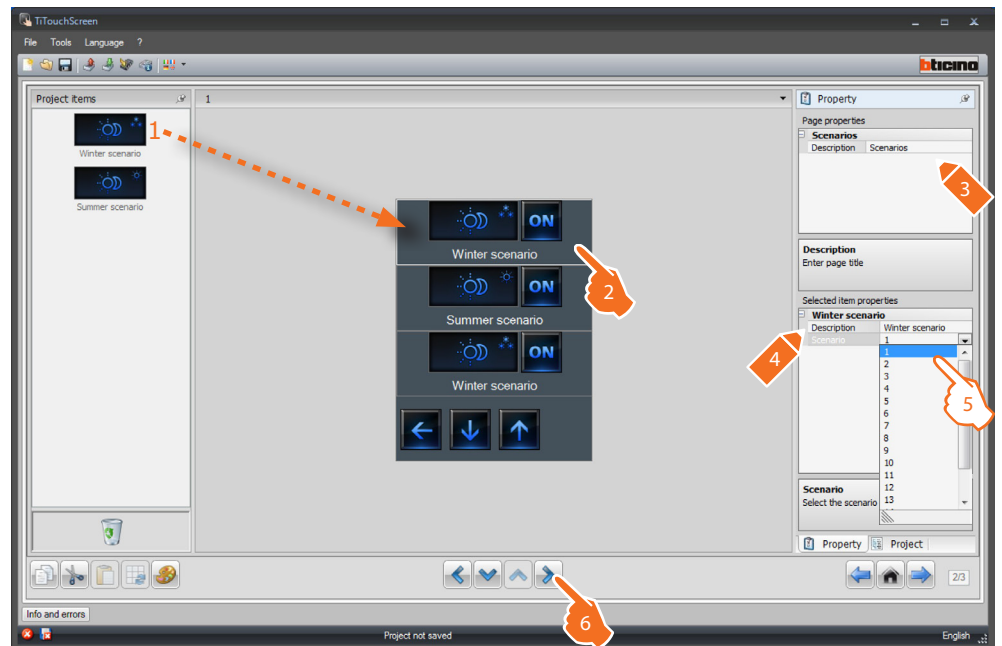 TiTouchScreen
File Tools Language ?
bticino
Project items
1
Property
Winter scenario
Summer scenario
1
ON
Winter scenario
2
ON
Summer scenario
ON
Winter scenario
Page properties
Scenarios
Description Scenarios
3
Description
Enter page title
Selected item properties
Winter scenario
Description Winter scenario
Scenario 1
4
1
2
3
4
5
6
7
8
9
10
11
12
13
5
Scenario
Select the scenario
Property Project
2/3
6
Info and errors
Project not saved
English